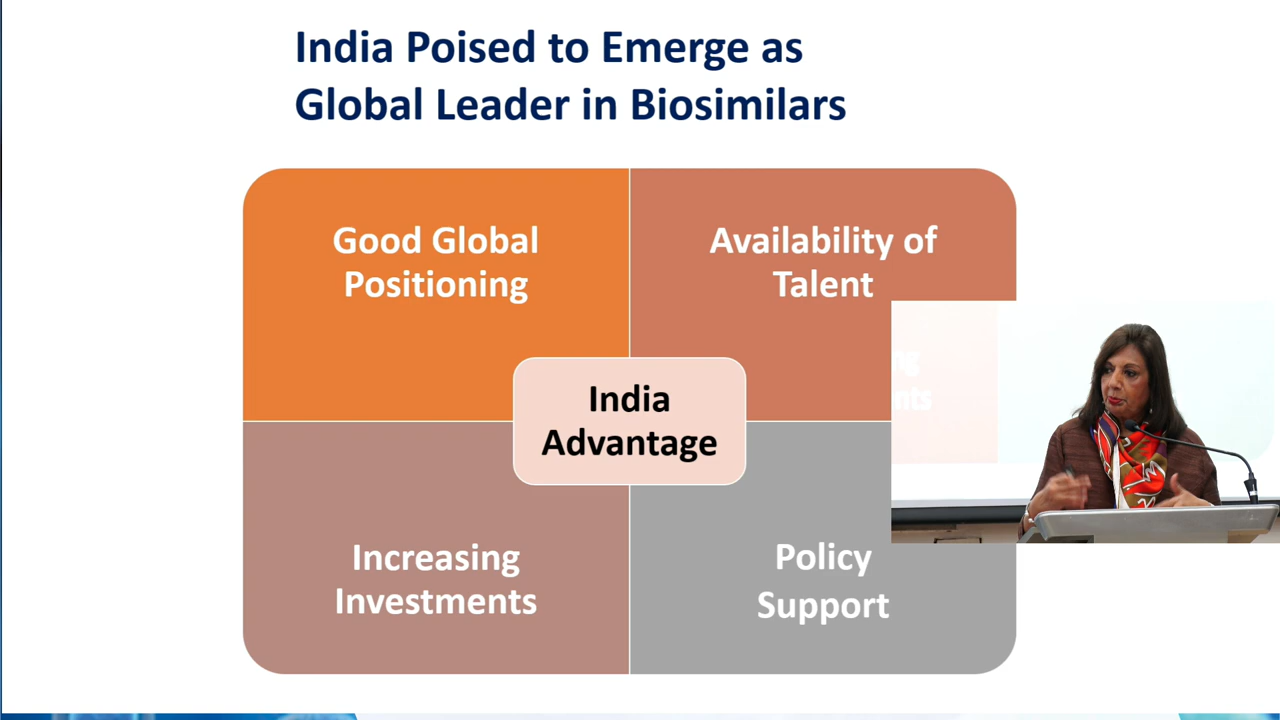 India Poised to Emerge as
Global Leader in Biosimilars
Good Global
Positioning
Availability of
Talent
India
Advantage
Increasing
Investments
Policy
Support